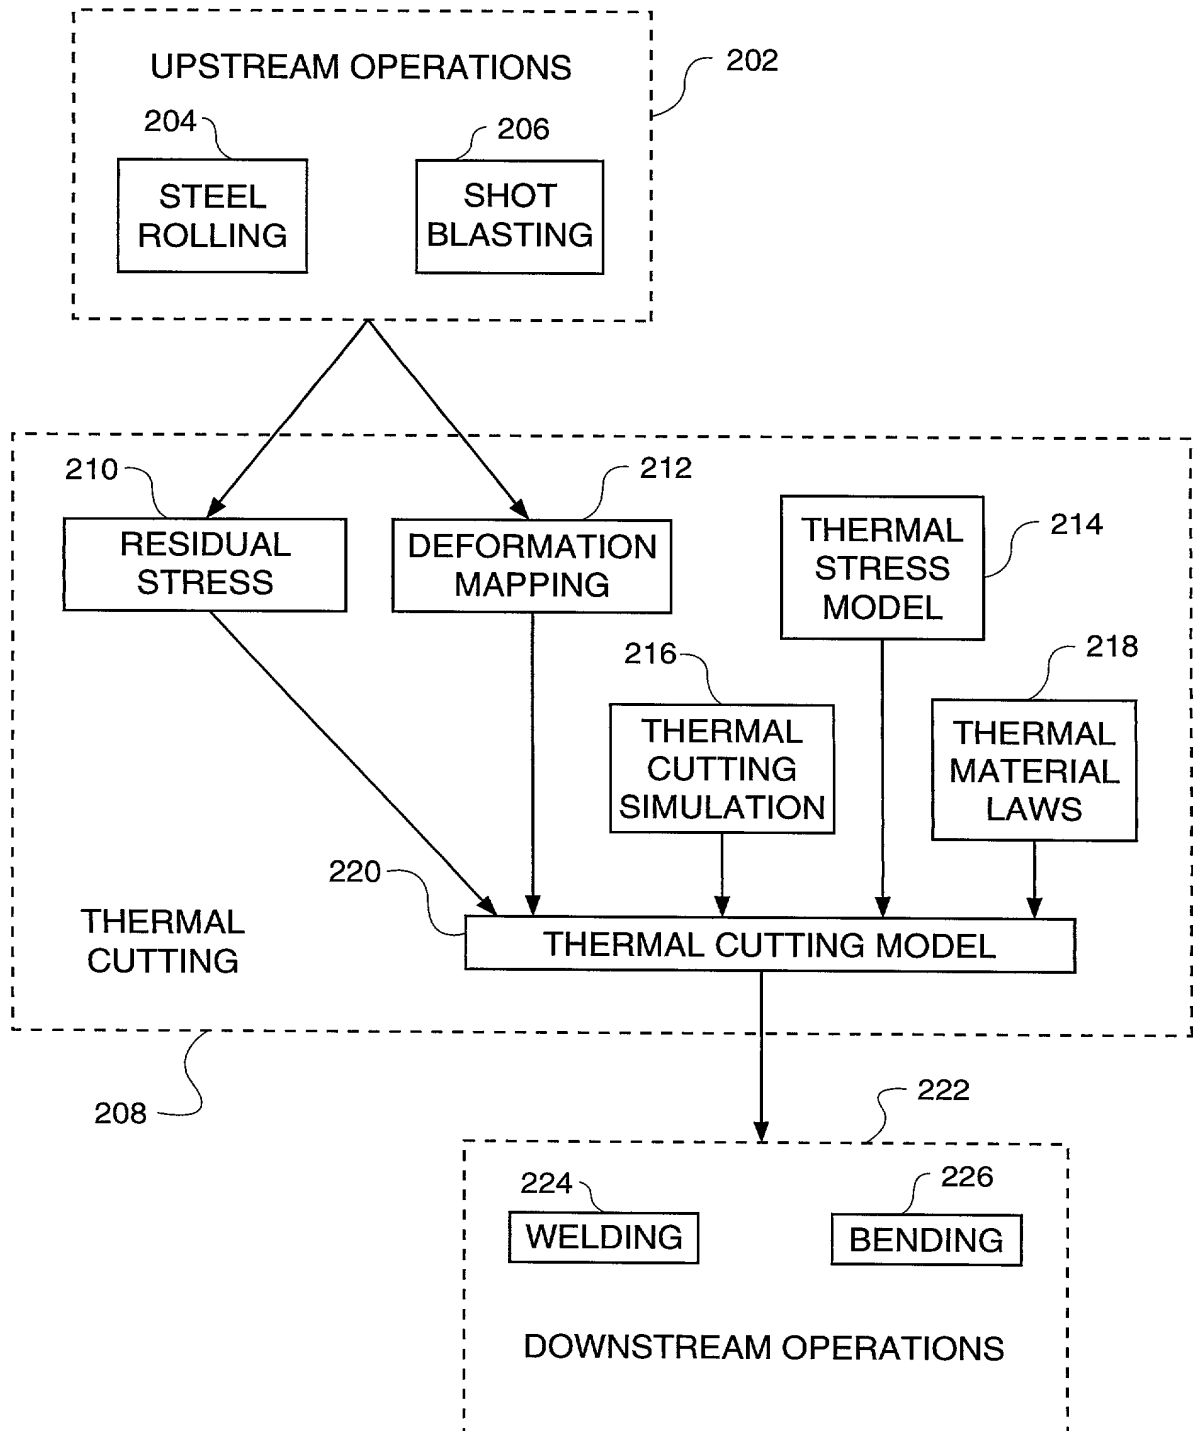 UPSTREAM OPERATIONS
202
204
206
STEEL
ROLLING
SHOT
BLASTING
210
212
214
RESIDUAL
STRESS
DEFORMATION
MAPPING
THERMAL
STRESS
MODEL
216
218
THERMAL
CUTTING
SIMULATION
THERMAL
MATERIAL
LAWS
220
THERMAL
CUTTING
THERMAL CUTTING MODEL
208
222
224
226
WELDING
BENDING
DOWNSTREAM OPERATIONS